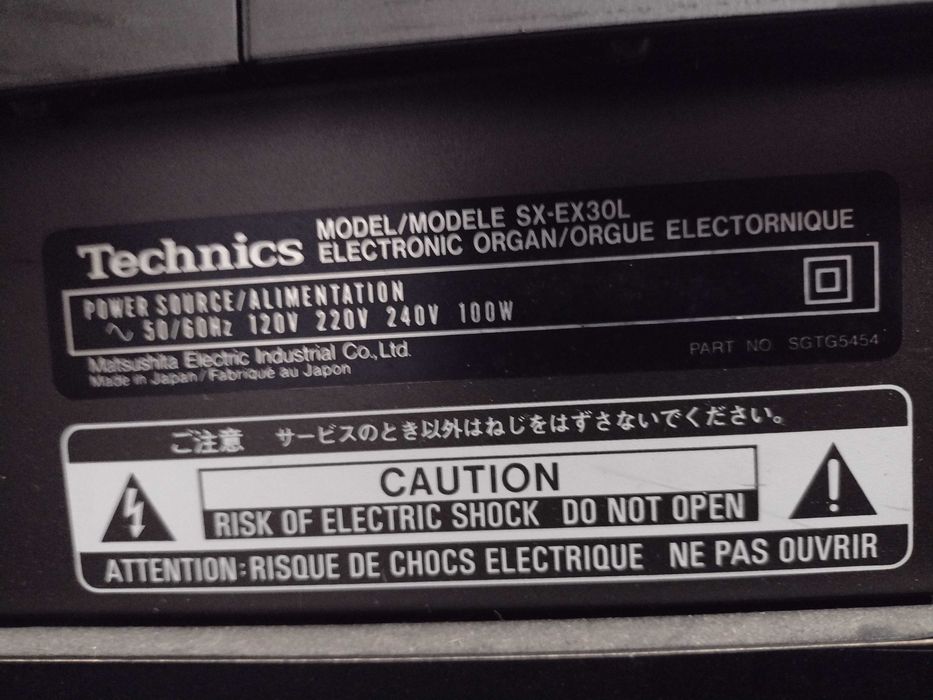 Technics
MODEL/MODELE SX-EX30L
ELECTRONIC ORGAN/ORGUE ELECTORNIQUE
POWER SOURCE/ALIMENTATION
~ 50/60Hz 120V 220V 240V 100W
Matsushita Electric Industrial Co.,Ltd.
Made in Japan/Fabriqué au Japon
PART NO. SGTG5454
ご注意 サービスのとき以外はねじをはずさないでください。
CAUTION
RISK OF ELECTRIC SHOCK DO NOT OPEN
ATTENTION:RISQUE DE CHOCS ELECTRIQUE NE PAS OUVRIR